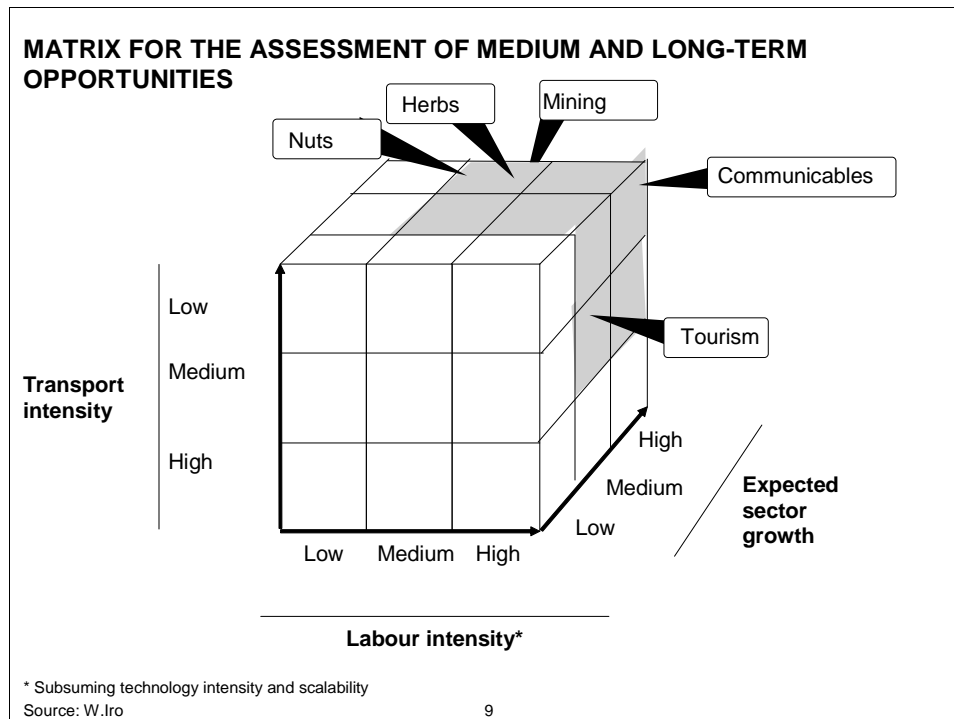 MATRIX FOR THE ASSESSMENT OF MEDIUM AND LONG-TERM
OPPORTUNITIES
Herbs
Mining
Nuts
Communicables
Low
Tourism
Medium
Transport
intensity
High
High
Medium
Low
Expected
sector
growth
Low Medium High
Labour intensity*
* Subsuming technology intensity and scalability
Source: W.Iro
9